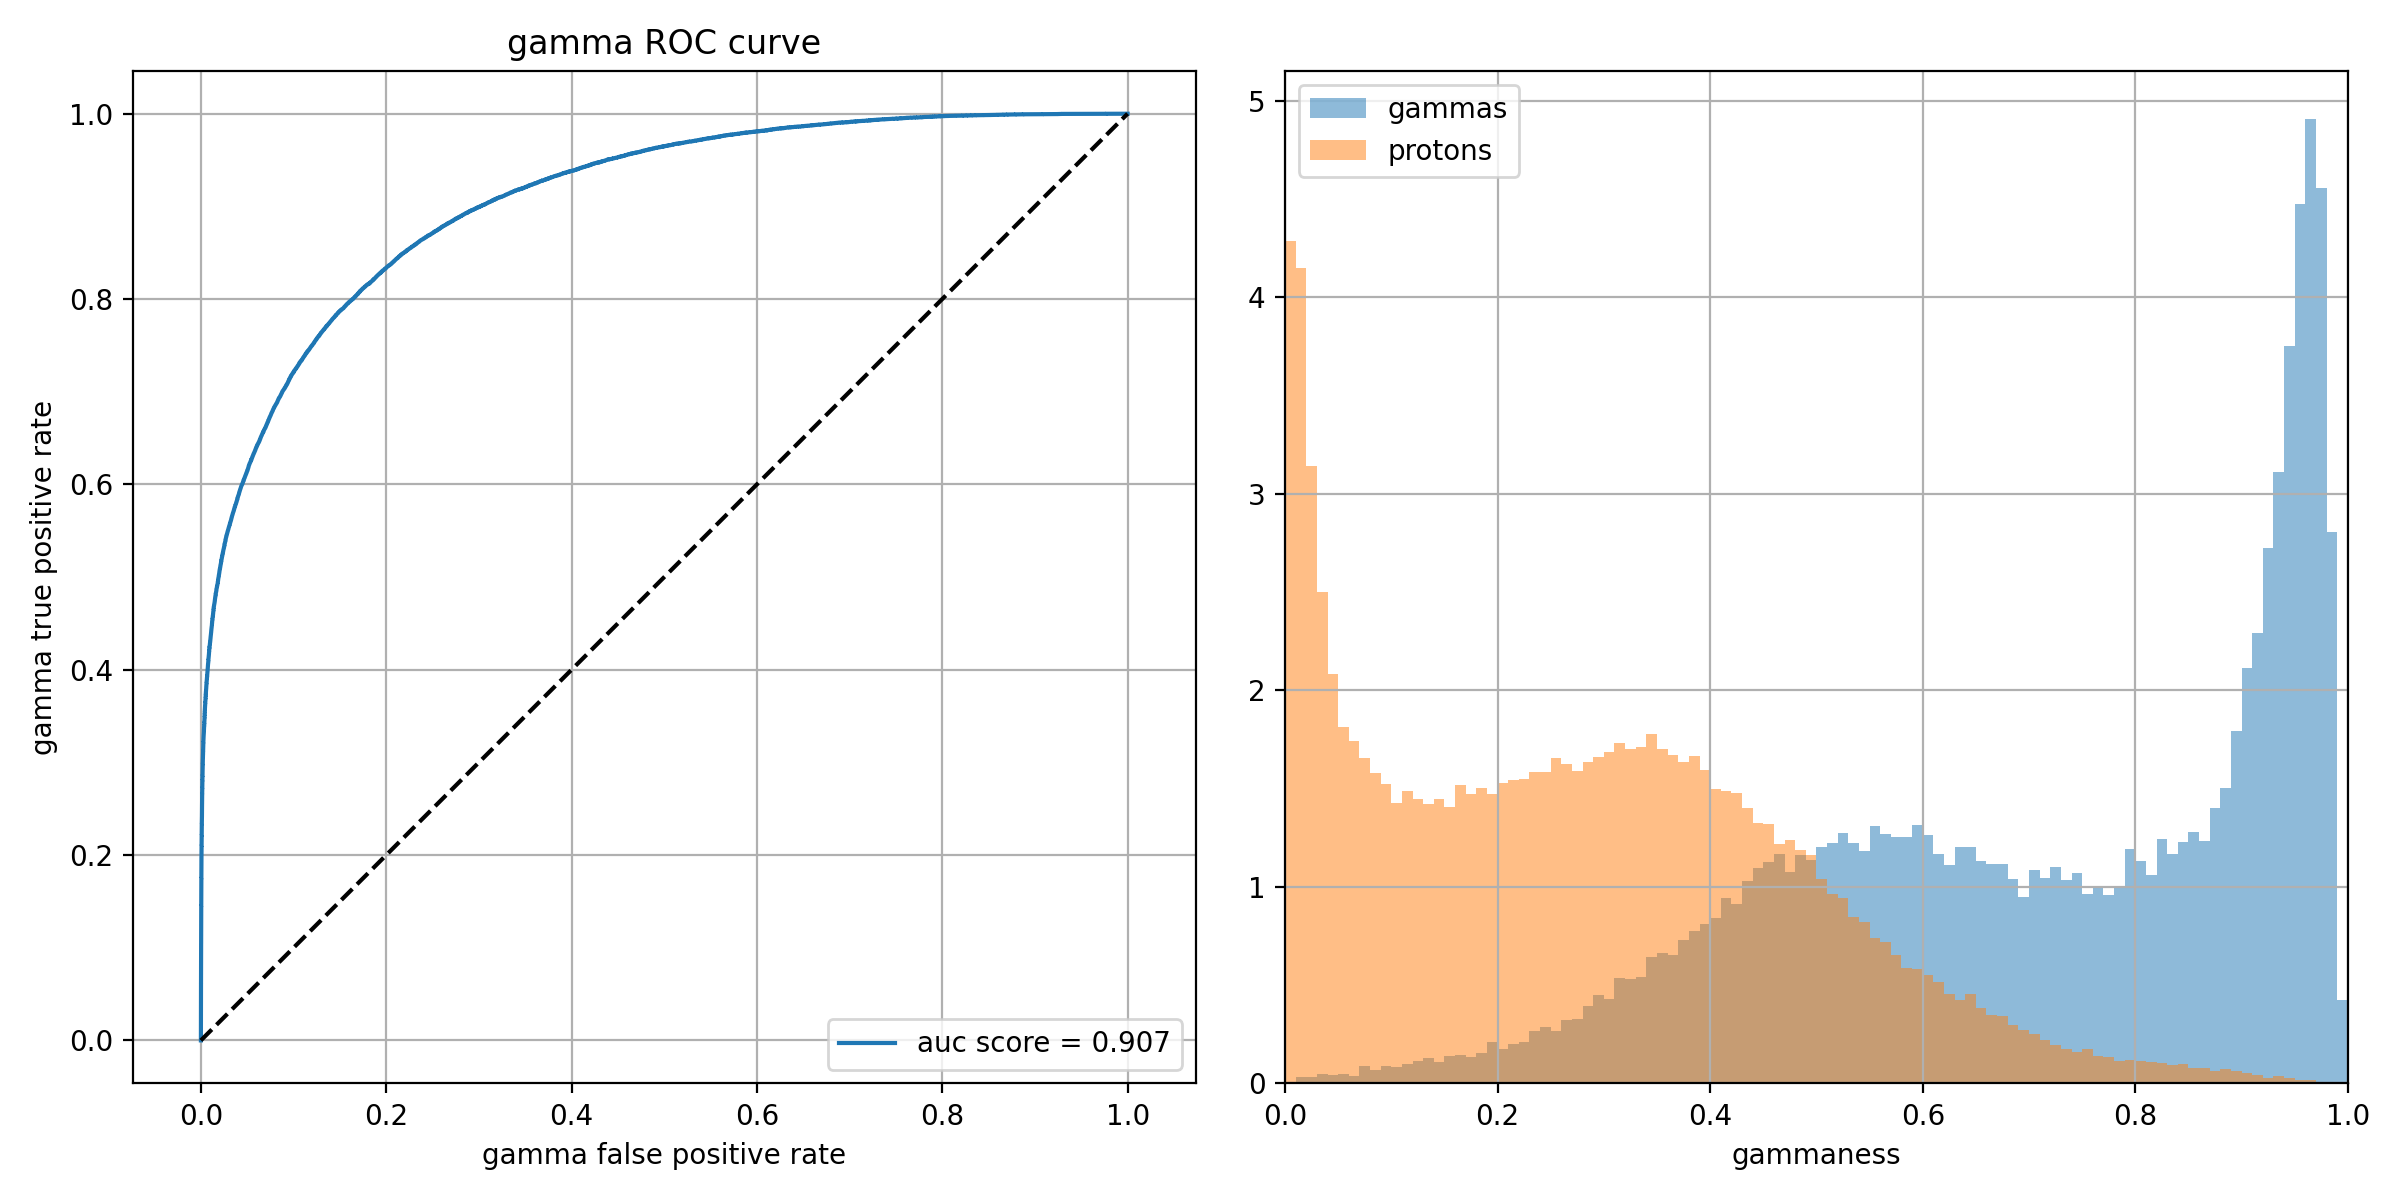 gamma ROC curve
1.0
0.8
0.6
0.4
0.2
0.0
gamma true positive rate
0.0 0.2 0.4 0.6 0.8 1.0
gamma false positive rate
auc score = 0.907
gammas
protons
5
4
3
2
1
0
0.0 0.2 0.4 0.6 0.8 1.0
gammaness